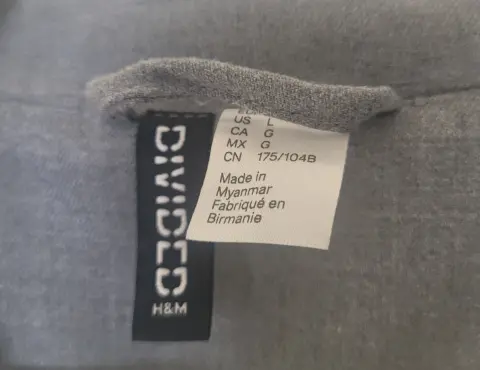 DIVIDED
H&M
US L
CA G
MX G
CN 175/104B
Made in
Myanmar
Fabriqué en
Birmanie